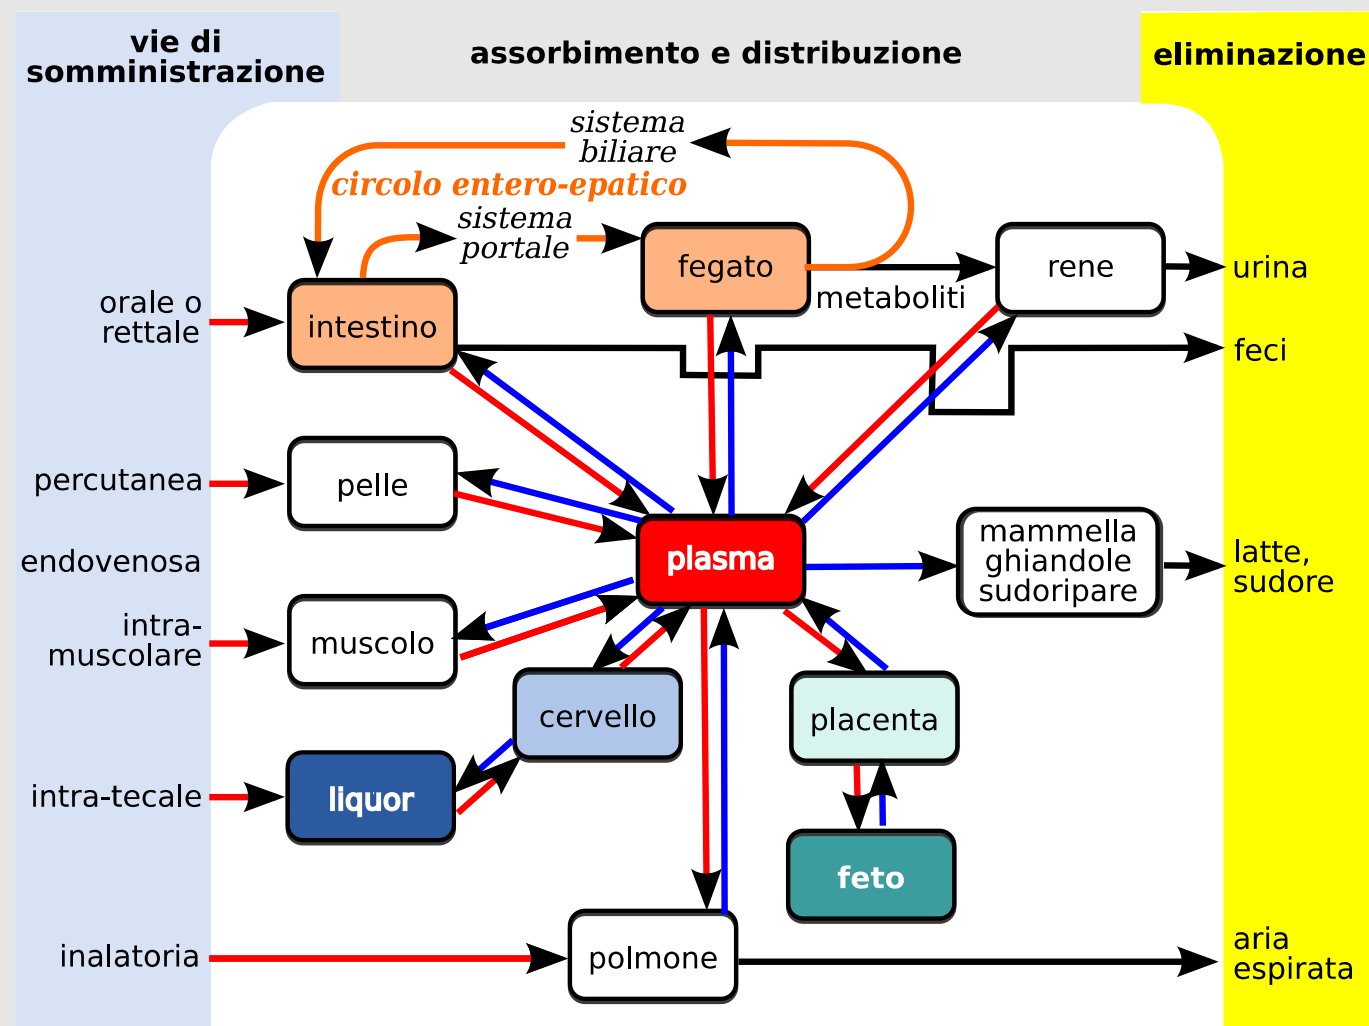 vie di
somministrazione
assorbimento e distribuzione
eliminazione
sistema
biliare
circolo entero-epatico
sistema
portale
fegato
rene
urina
metaboliti
orale o
rettale
intestino
feci
percutanea
pelle
endovenosa
plasma
mammella
ghiandole
sudoripare
latte,
sudore
intra-
muscolare
muscolo
cervello
placenta
intra-tecale
liquor
feto
inalatoria
polmone
aria
espirata